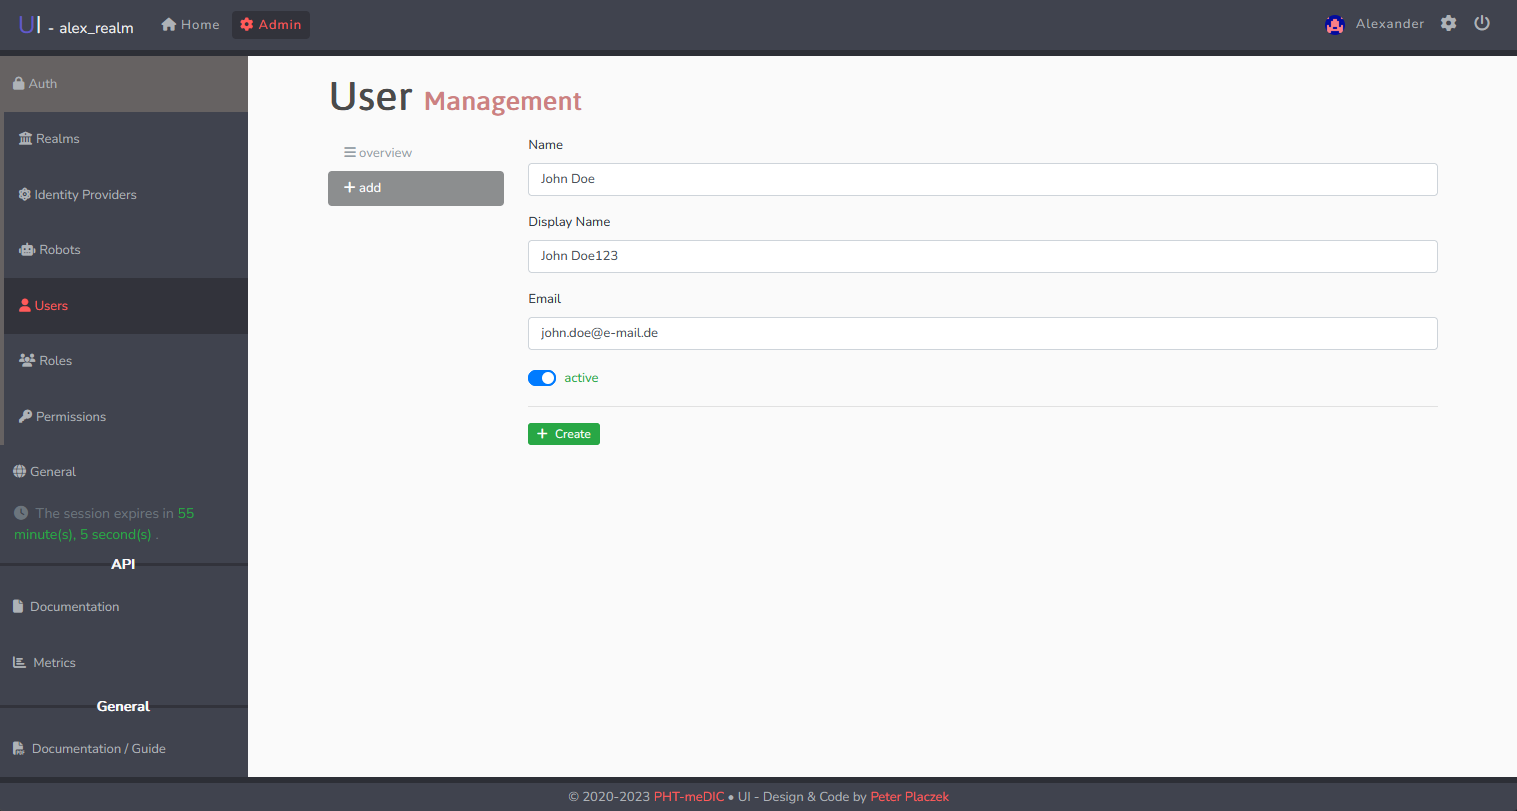 UI - alex_realm Home Admin Alexander
Auth
Realms
Identity Providers
Robots
Users
Roles
Permissions
General
The session expires in 55
minute(s), 5 second(s) .
API
Documentation
Metrics
General
Documentation / Guide
User Management
overview
add
Name
John Doe
Display Name
John Doe123
Email
john.doe@e-mail.de
active
Create
© 2020-2023 PHT-meDIC • UI - Design & Code by Peter Placzek